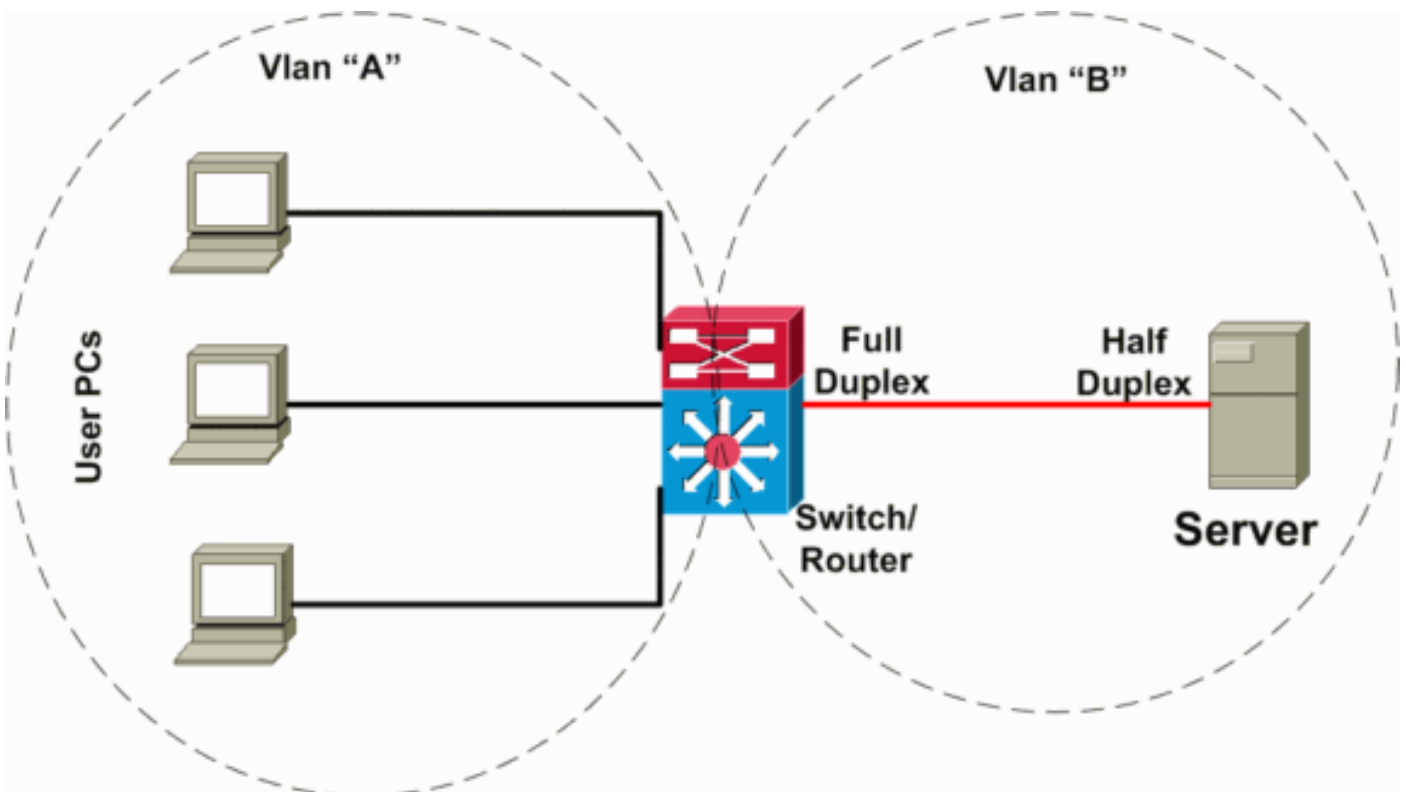 Vlan “A”
Vlan “B”
User PCs
Full
Duplex
Half
Duplex
Switch/
Router
Server